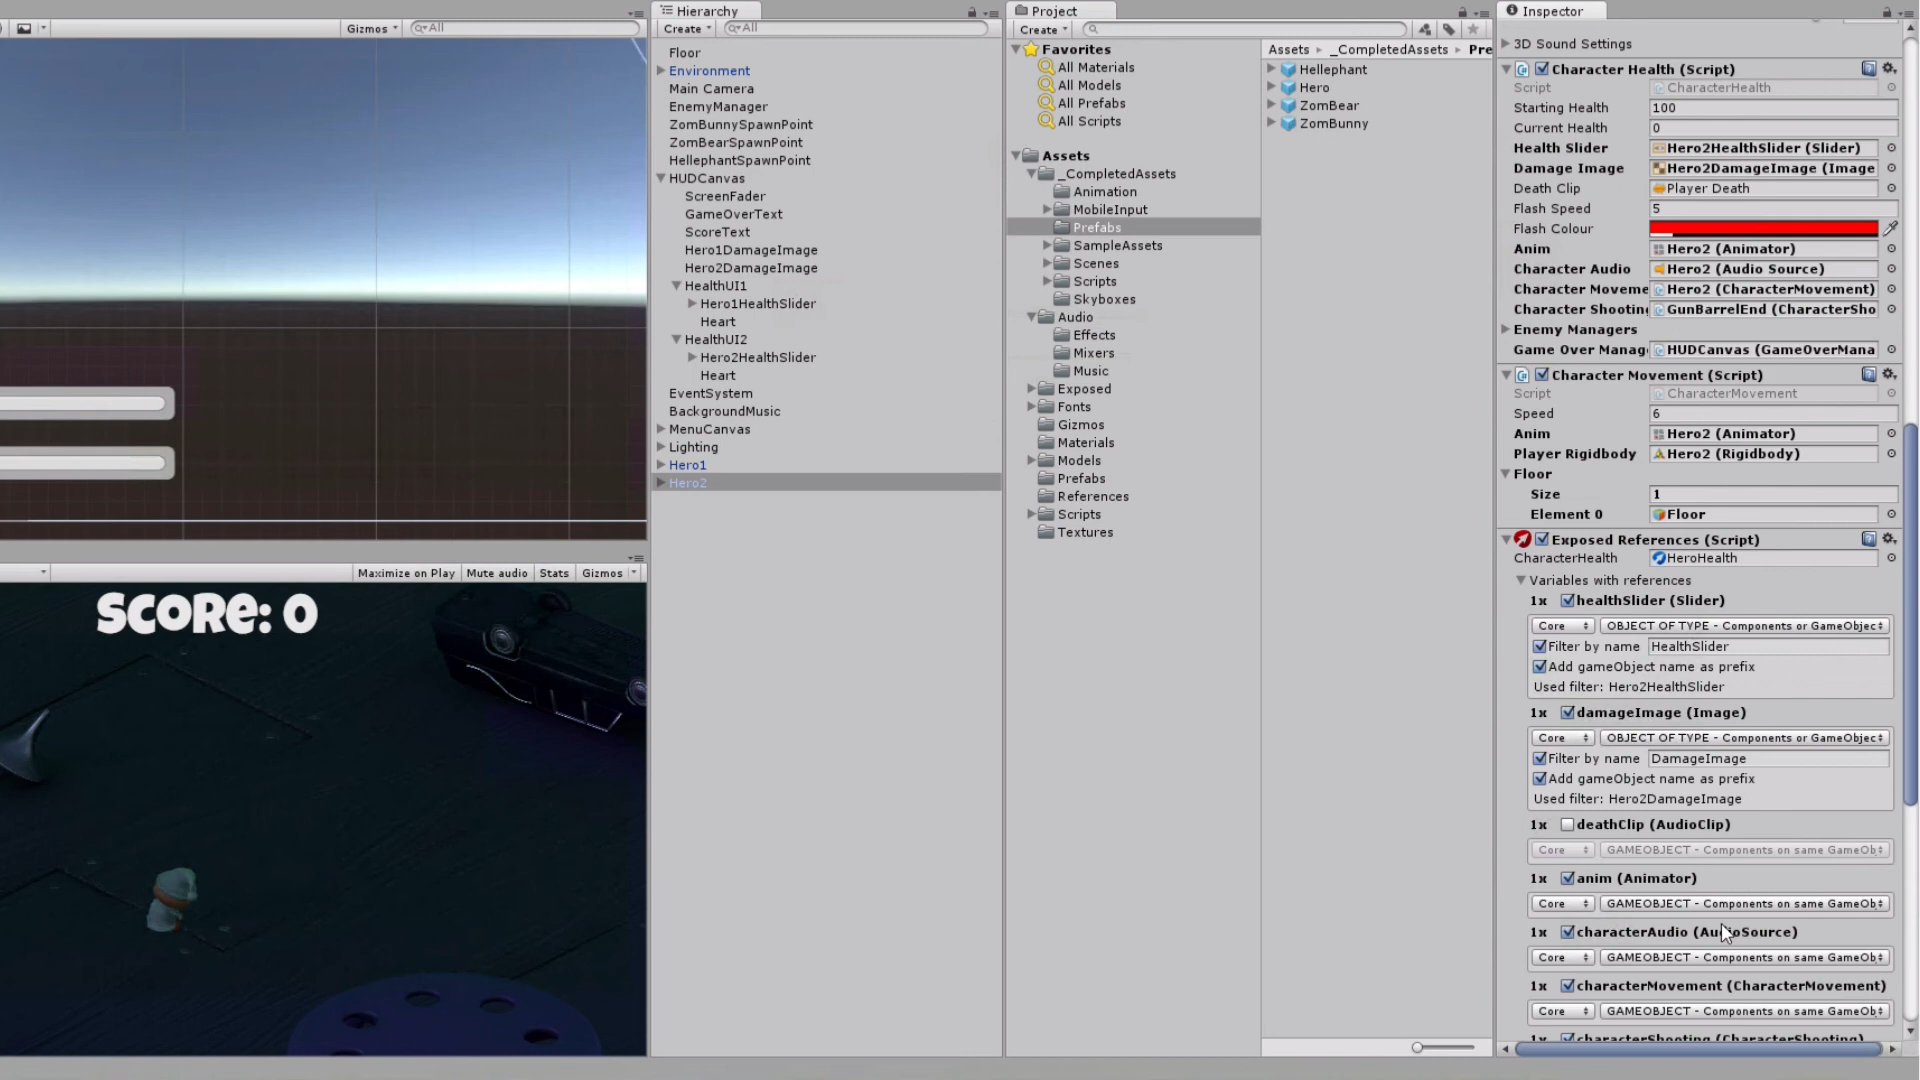 Gizmos
All
Maximize on Play Mute audio Stats Gizmos
SCORE: 0
Hierarchy
Create All
Floor
Environment
Main Camera
EnemyManager
ZomBunnySpawnPoint
ZomBearSpawnPoint
HellephantSpawnPoint
HUDCanvas
ScreenFader
GameOverText
ScoreText
Hero1DamageImage
Hero2DamageImage
HealthUI1
Hero1HealthSlider
Heart
HealthUI2
Hero2HealthSlider
Heart
EventSystem
BackgroundMusic
MenuCanvas
Lighting
Hero1
Hero2
Project
Create
Favorites
All Materials
All Models
All Prefabs
All Scripts
Assets
_CompletedAssets
Animation
MobileInput
Prefabs
SampleAssets
Scenes
Scripts
Skyboxes
Audio
Effects
Mixers
Music
Exposed
Fonts
Gizmos
Materials
Models
Prefabs
References
Scripts
Textures
Assets _CompletedAssets Pre
Hellephant
Hero
ZomBear
ZomBunny
Inspector
3D Sound Settings
Character Health (Script)
Script CharacterHealth
Starting Health 100
Current Health 0
Health Slider Hero2HealthSlider (Slider)
Damage Image Hero2DamageImage (Image
Death Clip Player Death
Flash Speed 5
Flash Colour
Anim Hero2 (Animator)
Character Audio Hero2 (Audio Source)
Character Moveme Hero2 (CharacterMovement)
Character Shooting GunBarrelEnd (CharacterSho
Enemy Managers
Game Over Manag HUDCanvas (GameOverMana
Character Movement (Script)
Script CharacterMovement
Speed 6
Anim Hero2 (Animator)
Player Rigidbody Hero2 (Rigidbody)
Floor
Size 1
Element 0 Floor
Exposed References (Script)
CharacterHealth HeroHealth
Variables with references
1x healthSlider (Slider)
Core OBJECT OF TYPE - Components or GameObjec
Filter by name HealthSlider
Add gameObject name as prefix
Used filter: Hero2HealthSlider
1x damageImage (Image)
Core OBJECT OF TYPE - Components or GameObjec
Filter by name DamageImage
Add gameObject name as prefix
Used filter: Hero2DamageImage
1x deathClip (AudioClip)
Core GAMEOBJECT - Components on same GameOb
1x anim (Animator)
Core GAMEOBJECT - Components on same GameOb
1x characterAudio (AudioSource)
Core GAMEOBJECT - Components on same GameOb
1x characterMovement (CharacterMovement)
Core GAMEOBJECT - Components on same GameOb
1x characterShooting (CharacterShooting)